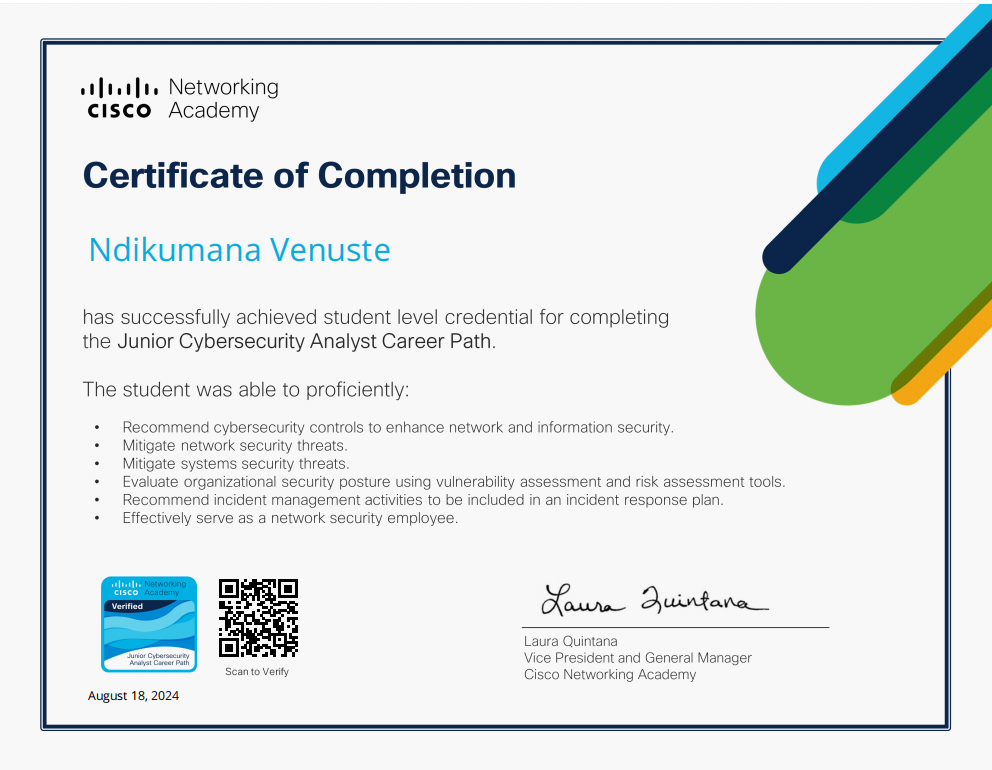 Networking
CISCO Academy
Certificate of Completion
Ndikumana Venuste
has successfully achieved student level credential for completing
the Junior Cybersecurity Analyst Career Path.
The student was able to proficiently:
• Recommend cybersecurity controls to enhance network and information security.
• Mitigate network security threats.
• Mitigate systems security threats.
• Evaluate organizational security posture using vulnerability assessment and risk assessment tools.
• Recommend incident management activities to be included in an incident response plan.
• Effectively serve as a network security employee.
Networking
CISCO Academy
Verified
Junior Cybersecurity
Analyst Career Path
Scan to Verify
August 18, 2024
Laura Quintana
Laura Quintana
Vice President and General Manager
Cisco Networking Academy